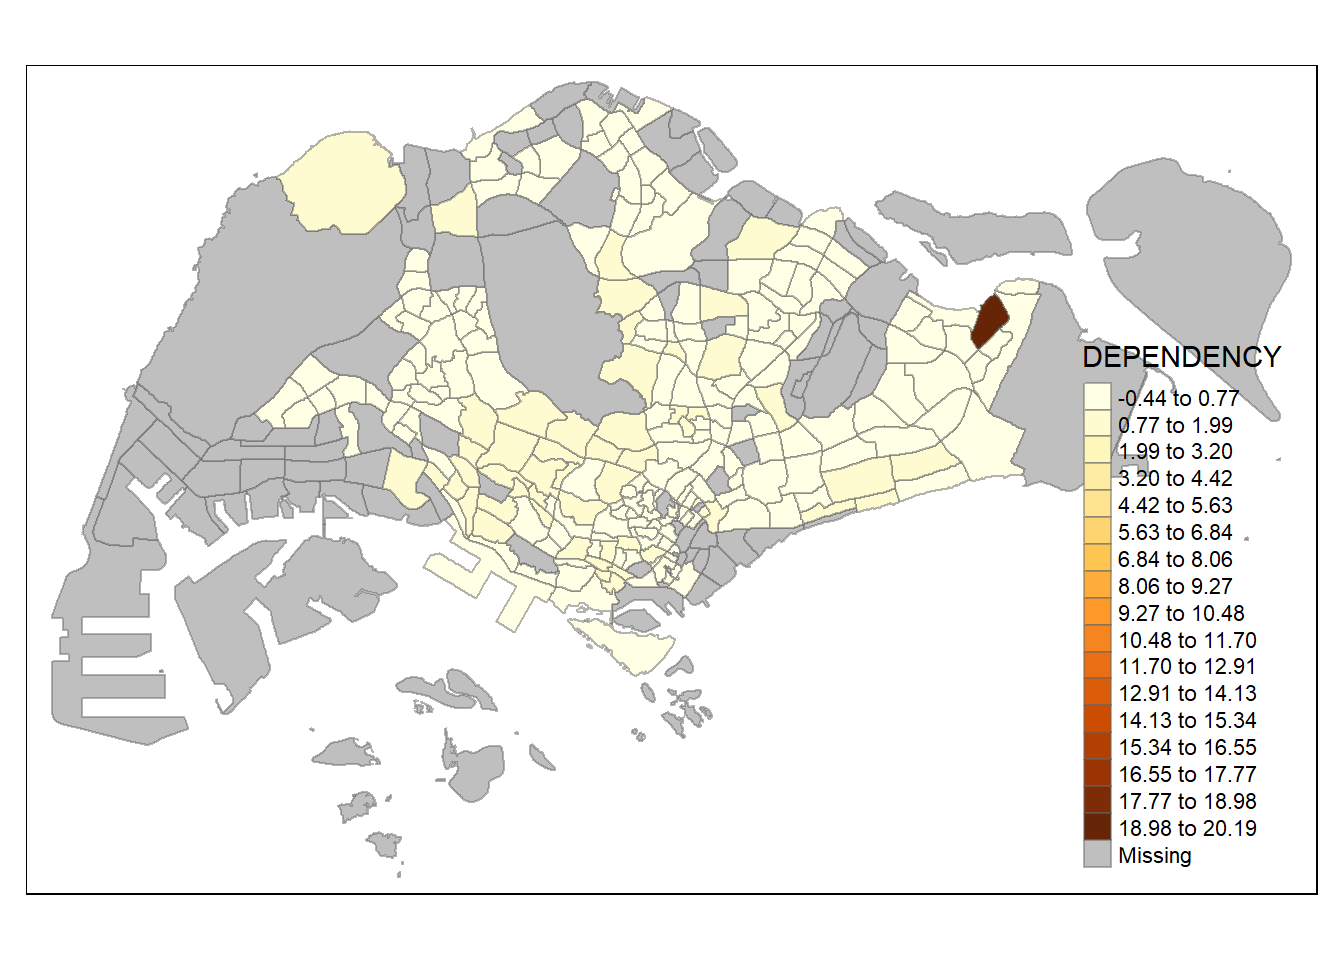 DEPENDENCY
-0.44 to 0.77
0.77 to 1.99
1.99 to 3.20
3.20 to 4.42
4.42 to 5.63
5.63 to 6.84
6.84 to 8.06
8.06 to 9.27
9.27 to 10.48
10.48 to 11.70
11.70 to 12.91
12.91 to 14.13
14.13 to 15.34
15.34 to 16.55
16.55 to 17.77
17.77 to 18.98
18.98 to 20.19
Missing